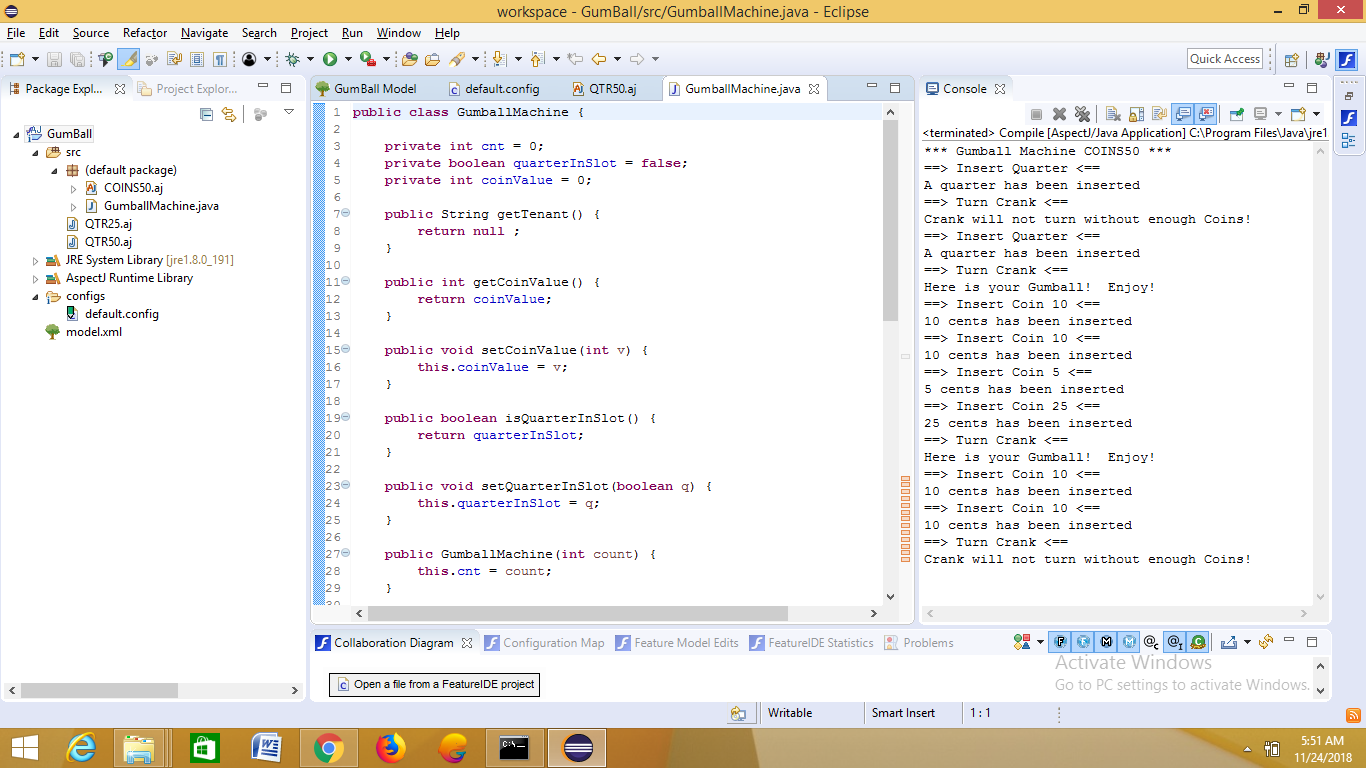 workspace - GumBall/src/GumballMachine.java - Eclipse
File Edit Source Refactor Navigate Search Project Run Window Help
Quick Access
Package Expl... Project Explor...
GumBall
src
(default package)
COINS50.aj
GumballMachine.java
QTR25.aj
QTR50.aj
JRE System Library [jre1.8.0_191]
AspectJ Runtime Library
configs
default.config
model.xml
GumBall Model default.config QTR50.aj GumballMachine.java
1 public class GumballMachine {
2
3 private int cnt = 0;
4 private boolean quarterInSlot = false;
5 private int coinValue = 0;
6
7 public String getTenant() {
8 return null ;
9 }
10
11 public int getCoinValue() {
12 return coinValue;
13 }
14
15 public void setCoinValue(int v) {
16 this.coinValue = v;
17 }
18
19 public boolean isQuarterInSlot() {
20 return quarterInSlot;
21 }
22
23 public void setQuarterInSlot(boolean q) {
24 this.quarterInSlot = q;
25 }
26
27 public GumballMachine(int count) {
28 this.cnt = count;
29 }
30
Console
<terminated> Compile [AspectJ/Java Application] C:\Program Files\Java\jre1
*** Gumball Machine COINS50 ***
==> Insert Quarter <==
A quarter has been inserted
==> Turn Crank <==
Crank will not turn without enough Coins!
==> Insert Quarter <==
A quarter has been inserted
==> Turn Crank <==
Here is your Gumball!  Enjoy!
==> Insert Coin 10 <==
10 cents has been inserted
==> Insert Coin 10 <==
10 cents has been inserted
==> Insert Coin 5 <==
5 cents has been inserted
==> Insert Coin 25 <==
25 cents has been inserted
==> Turn Crank <==
Here is your Gumball!  Enjoy!
==> Insert Coin 10 <==
10 cents has been inserted
==> Insert Coin 10 <==
10 cents has been inserted
==> Turn Crank <==
Crank will not turn without enough Coins!
Collaboration Diagram Configuration Map Feature Model Edits FeatureIDE Statistics Problems
Open a file from a FeatureIDE project
Activate Windows
Go to PC settings to activate Windows.
Writable Smart Insert 1 : 1
5:51 AM
11/24/2018